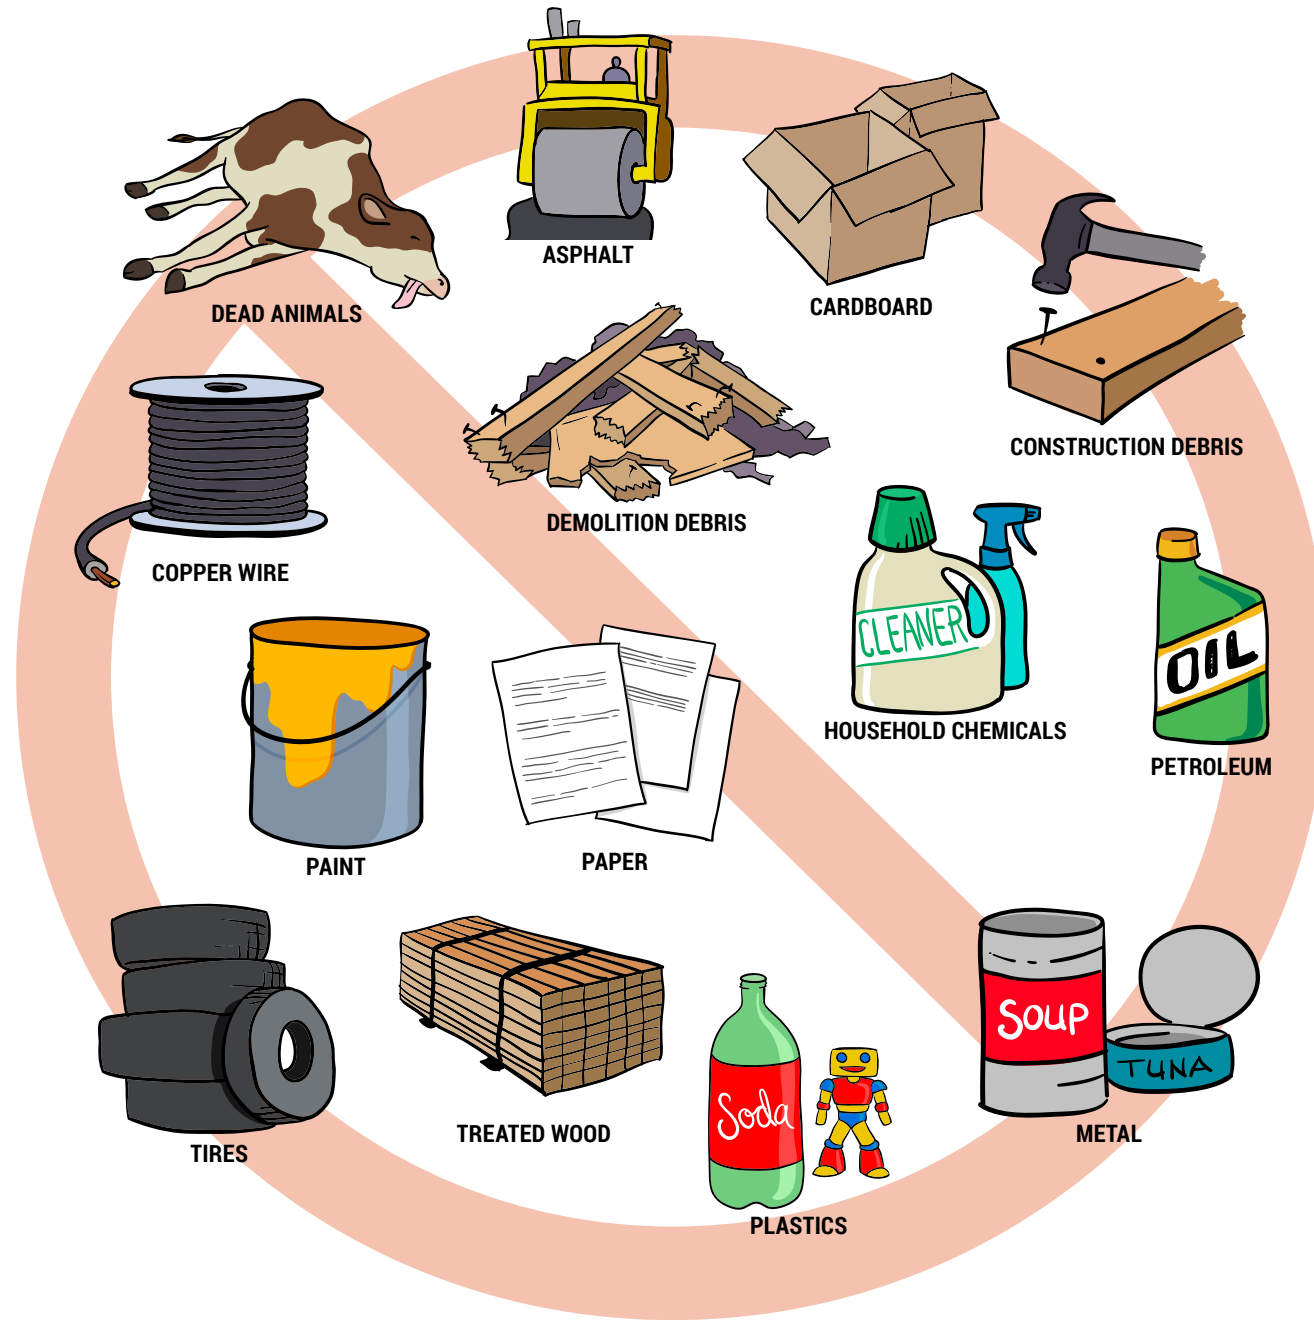 ASPHALT
CARDBOARD
DEAD ANIMALS
CONSTRUCTION DEBRIS
DEMOLITION DEBRIS
COPPER WIRE
CLEANER
OIL
HOUSEHOLD CHEMICALS
PETROLEUM
PAINT
PAPER
SOUP
TUNA
Soda
TIRES
TREATED WOOD
METAL
PLASTICS